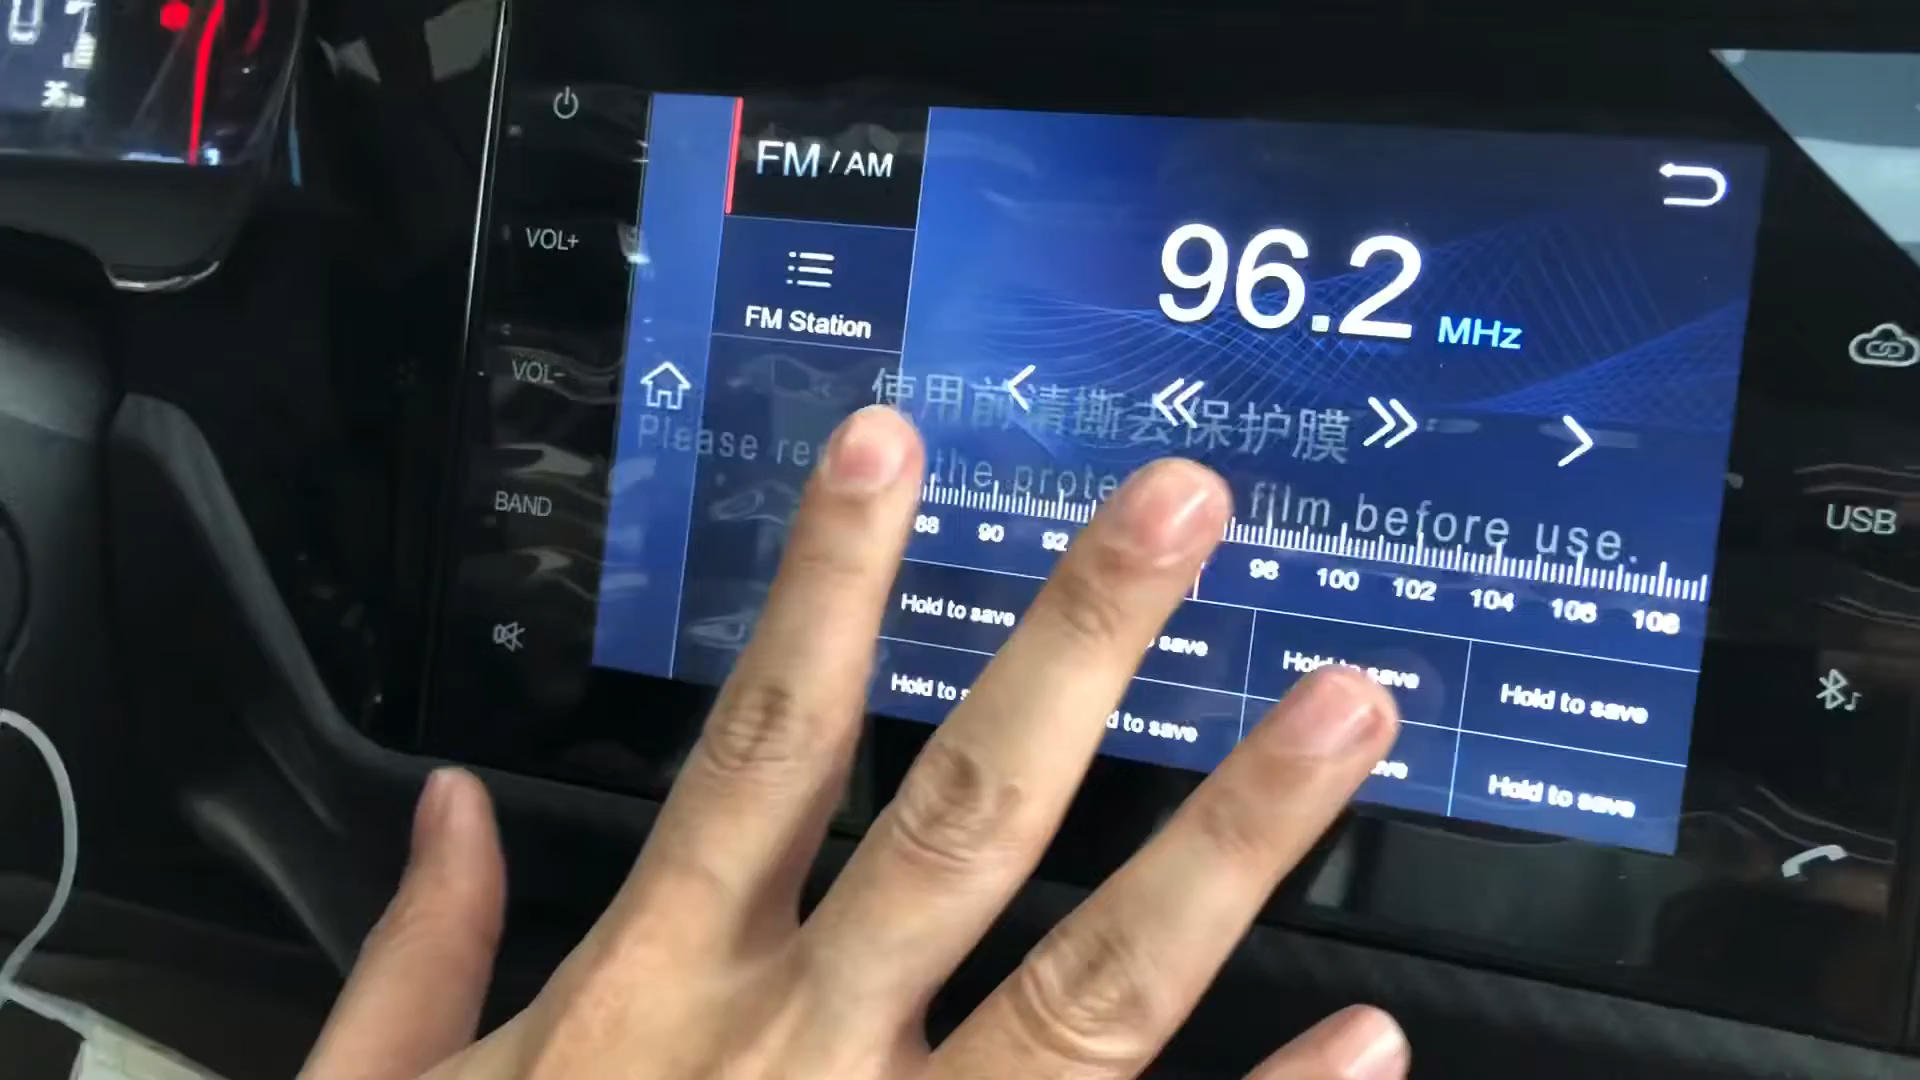 FM / AM
VOL+
FM Station
96.2 MHz
VOL-
使用前请撕去保护膜
Please the film before use.
BAND
USB
88 90 92 98 100 102 104 106 108
Hold to save
save
Hold to save
Hold to save
Hold to
to save
Hold to save